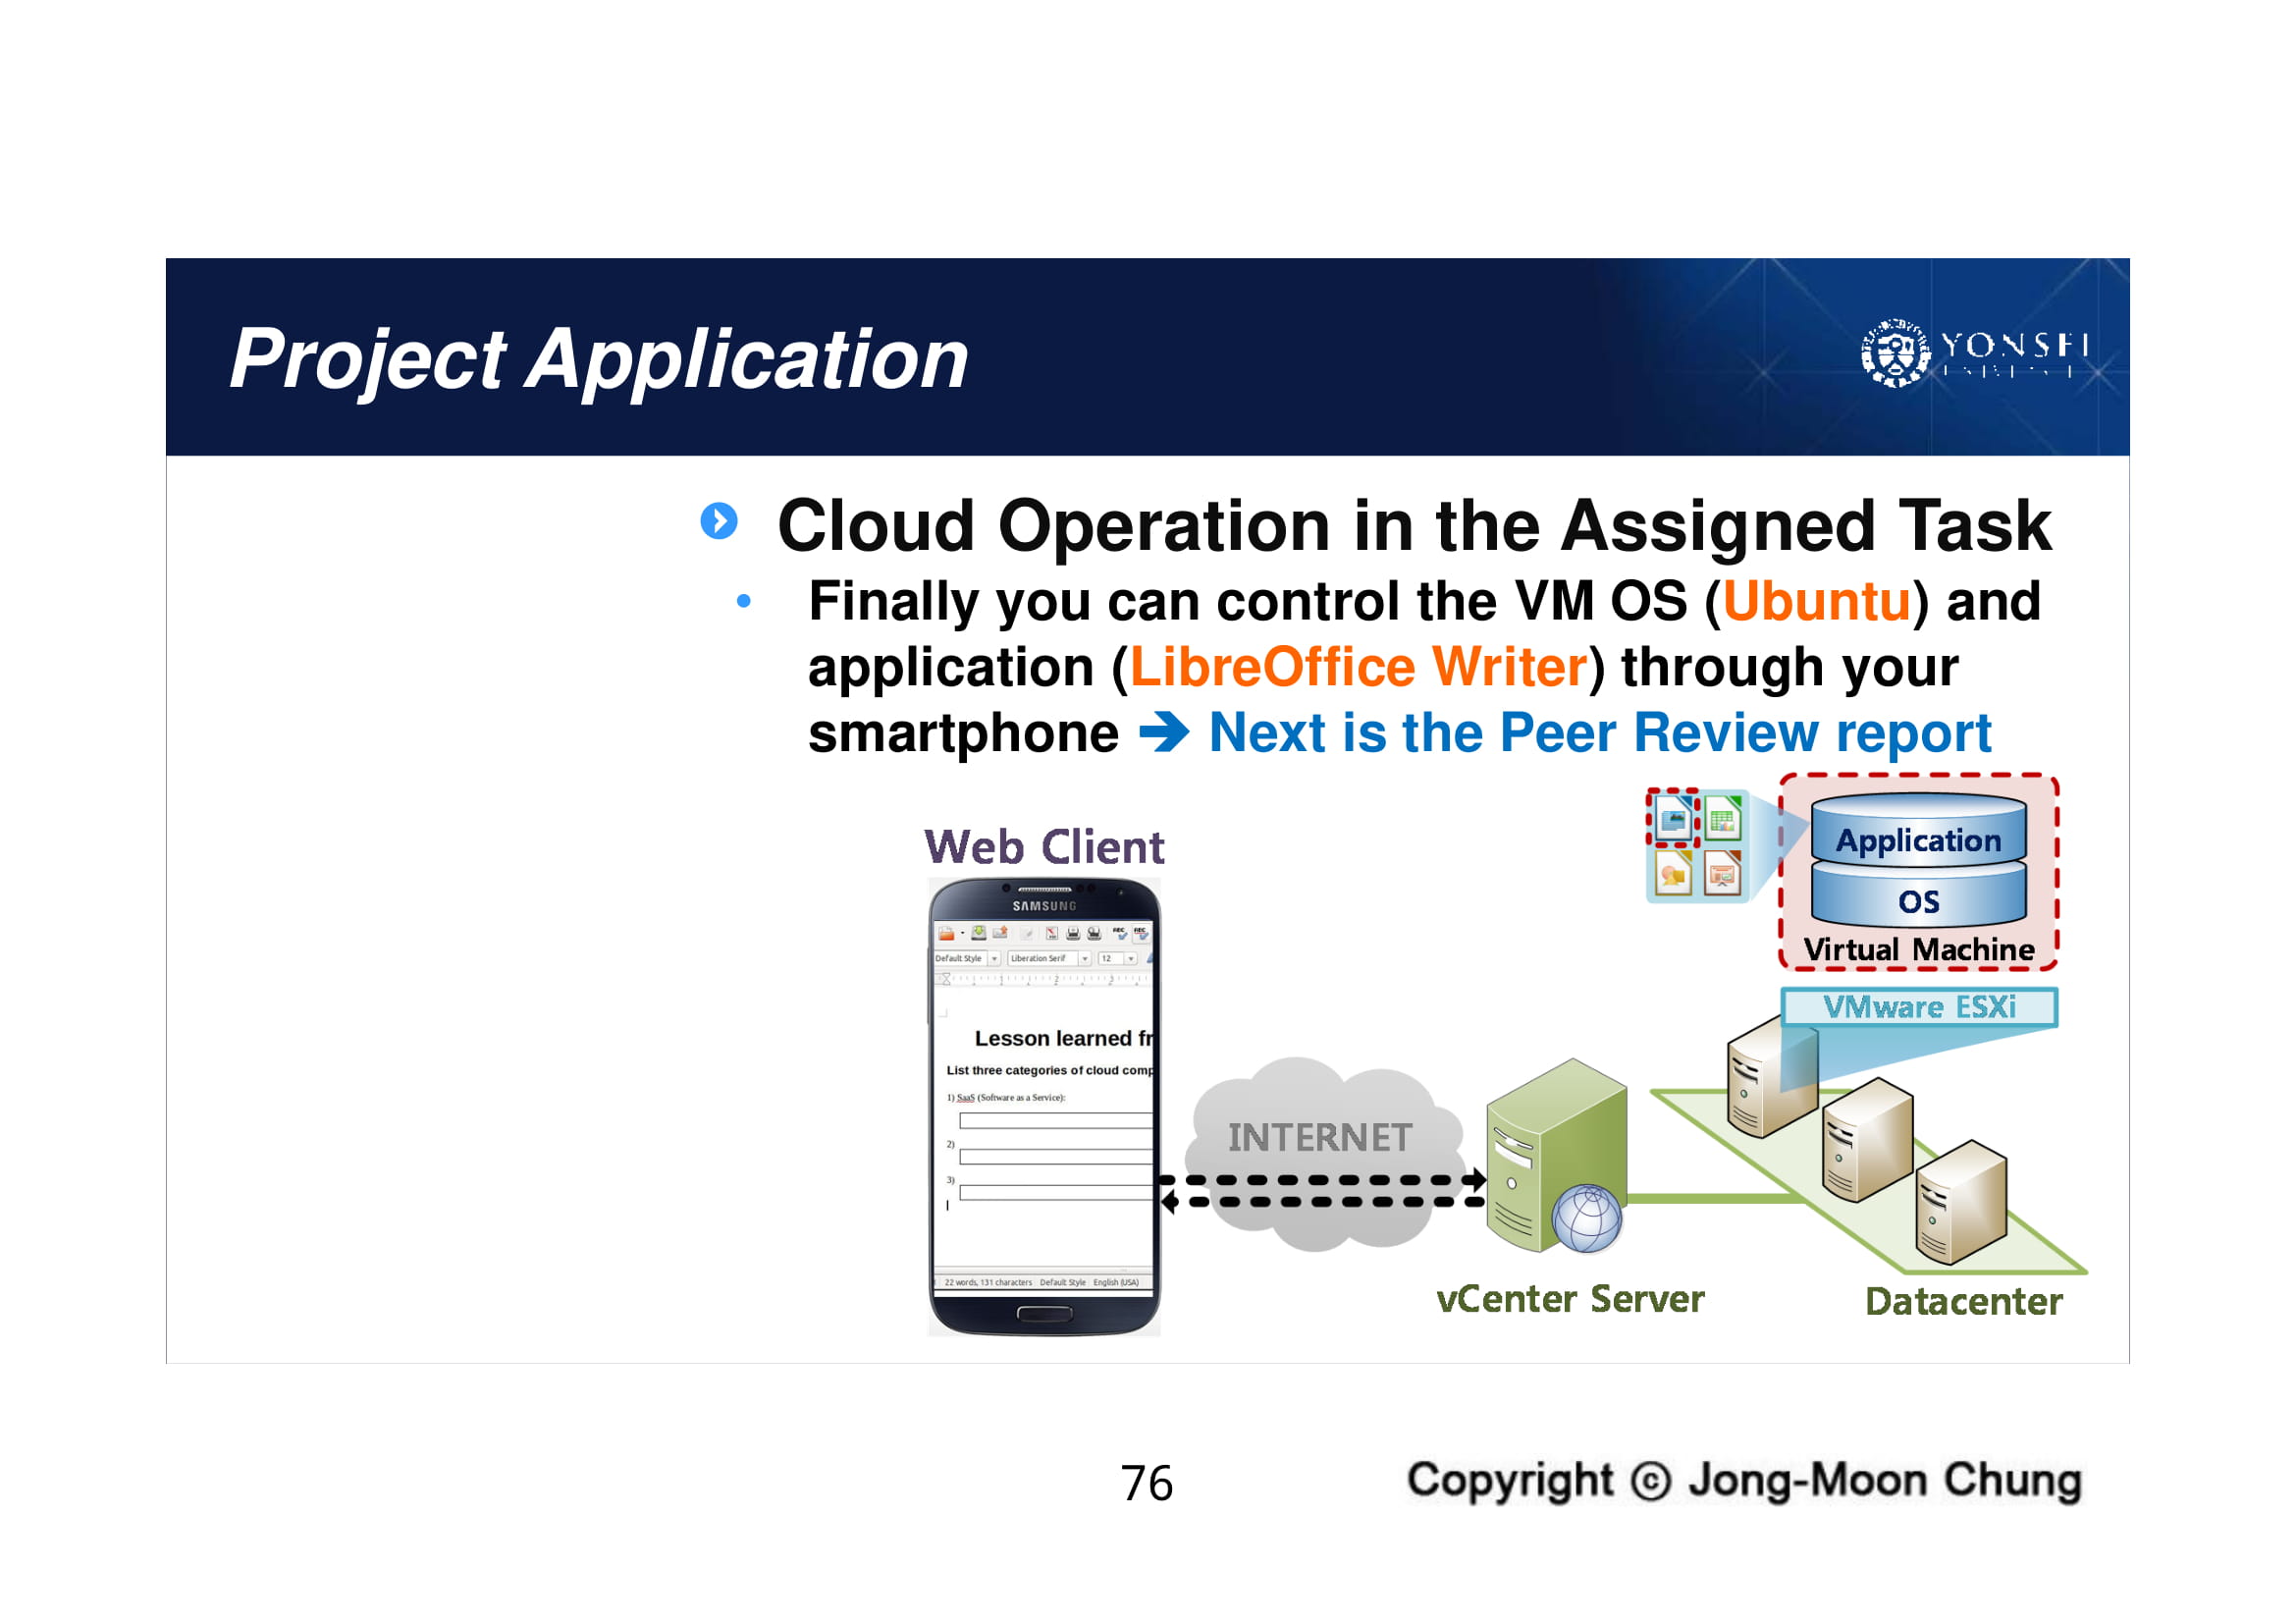 Project Application
YONSEI
Cloud Operation in the Assigned Task
• Finally you can control the VM OS (Ubuntu) and
application (LibreOffice Writer) through your
smartphone ➔ Next is the Peer Review report
Web Client
SAMSUNG
Default Style
Liberation Serif
12
Lesson learned fr
List three categories of cloud comp
1) SaaS (Software as a Service):
2)
3)
22 words, 131 characters Default Style English (USA)
INTERNET
Application
OS
Virtual Machine
VMware ESXi
vCenter Server
Datacenter
76
Copyright © Jong-Moon Chung